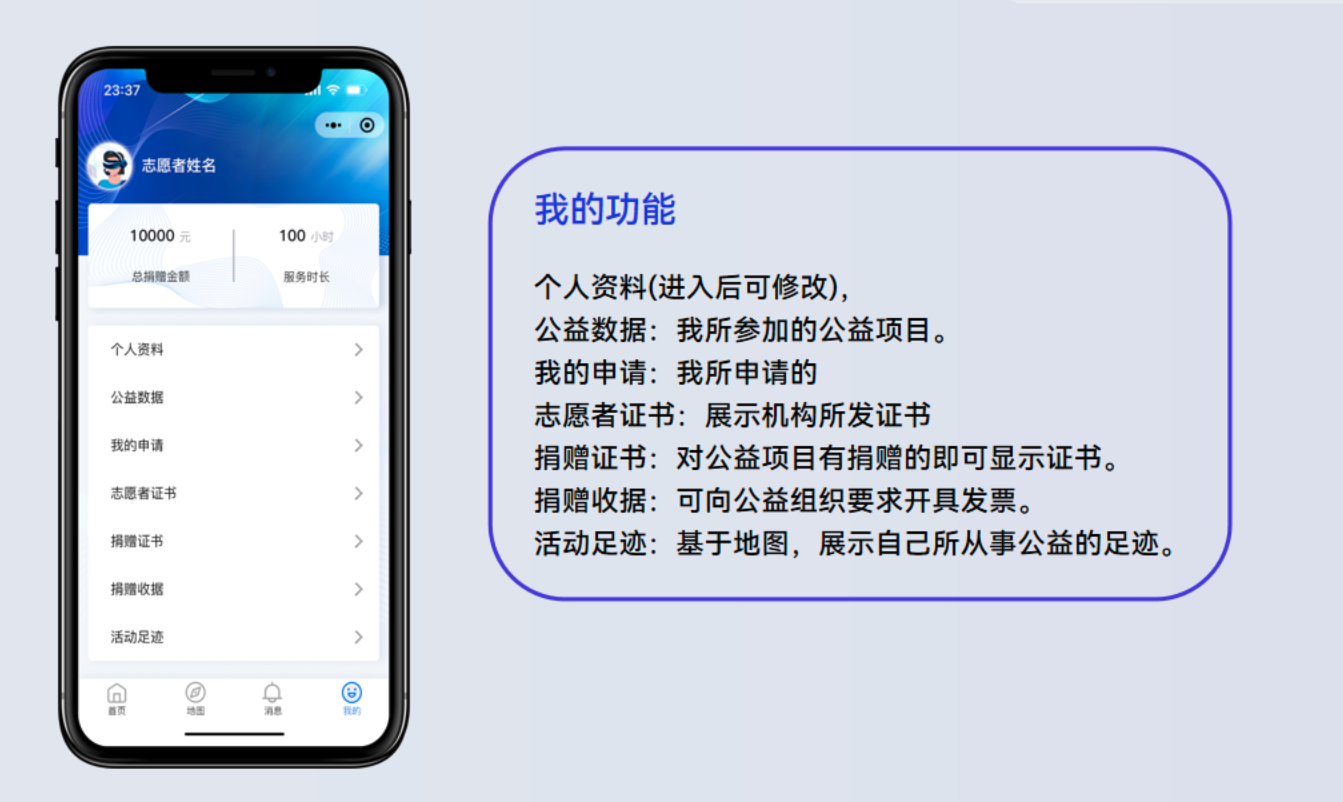 23:37
志愿者姓名
10000 元
100 小时
总捐赠金额
服务时长
个人资料
公益数据
我的申请
志愿者证书
捐赠证书
捐赠收据
活动足迹
首页
地图
消息
我的
我的功能
个人资料(进入后可修改),
公益数据：我所参加的公益项目。
我的申请：我所申请的
志愿者证书：展示机构所发证书
捐赠证书：对公益项目有捐赠的即可显示证书。
捐赠收据：可向公益组织要求开具发票。
活动足迹：基于地图，展示自己所从事公益的足迹。